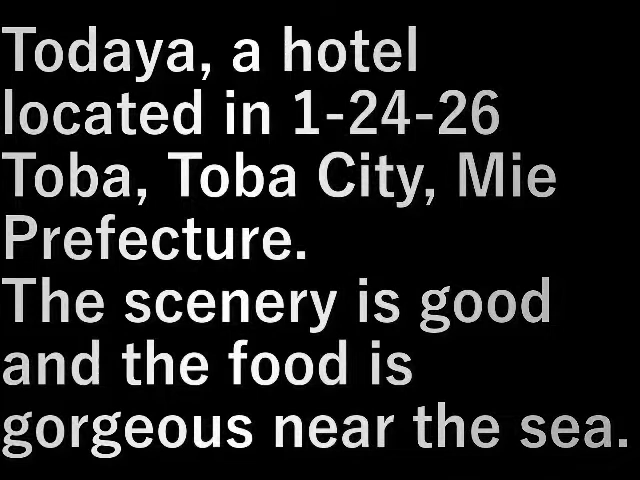 Todaya, a hotel
located in 1-24-26
Toba, Toba City, Mie
Prefecture.
The scenery is good
and the food is
gorgeous near the sea.